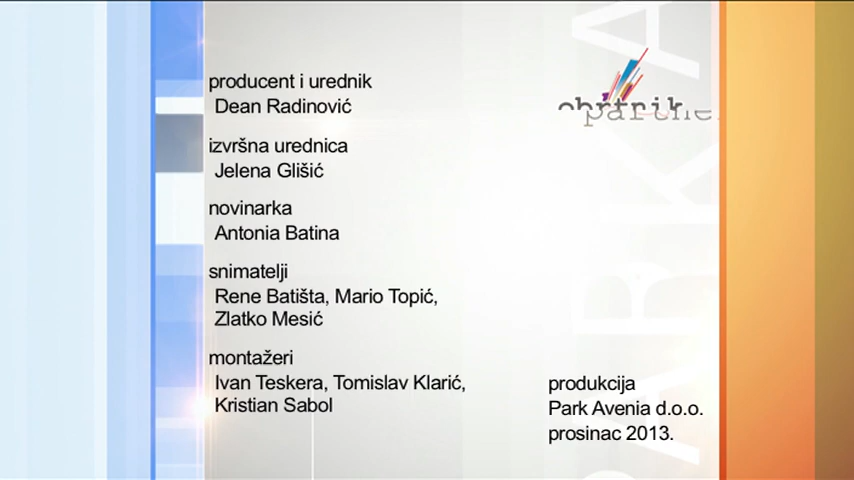 producent i urednik
Dean Radinović
izvršna urednica
Jelena Glišić
novinarka
Antonia Batina
snimatelji
Rene Batišta, Mario Topić,
Zlatko Mesić
montažeri
Ivan Teskera, Tomislav Klarić,
Kristian Sabol
obrtnik
produkcija
Park Avenia d.o.o.
prosinac 2013.